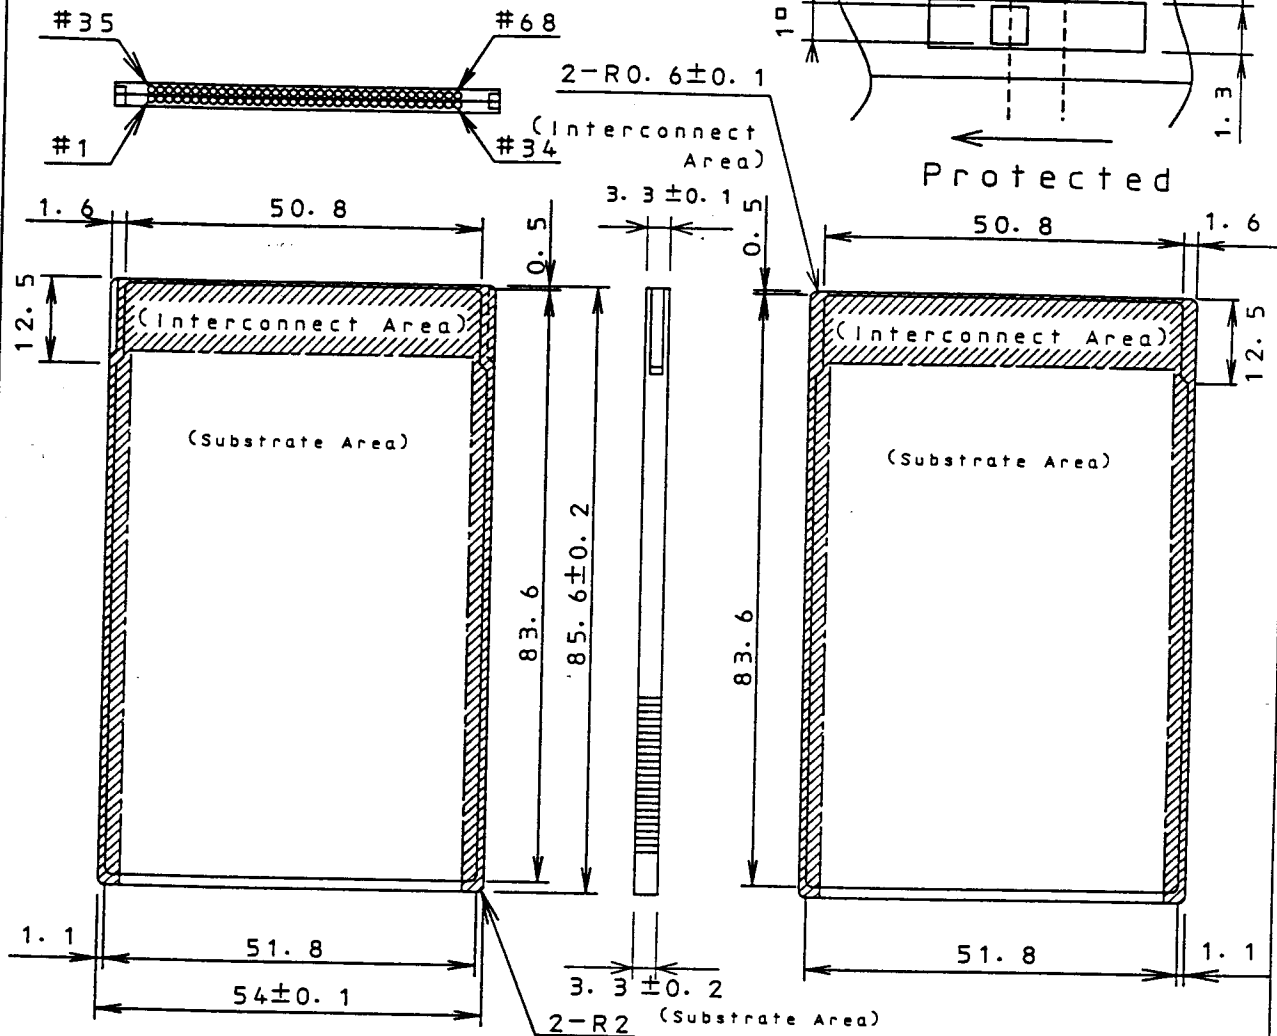 #35
#68
1
1.3
2-R0.6±0.1
(Interconnect
Area)
#1
#34
Protected
3.3±0.1
1.6
50.8
0.5
0.5
50.8
1.6
12.5
(Interconnect Area)
(Interconnect Area)
12.5
(Substrate Area)
(Substrate Area)
83.6
85.6±0.2
83.6
1.1
51.8
51.8
1.1
54±0.1
3.3±0.2
(Substrate Area)
2-R2